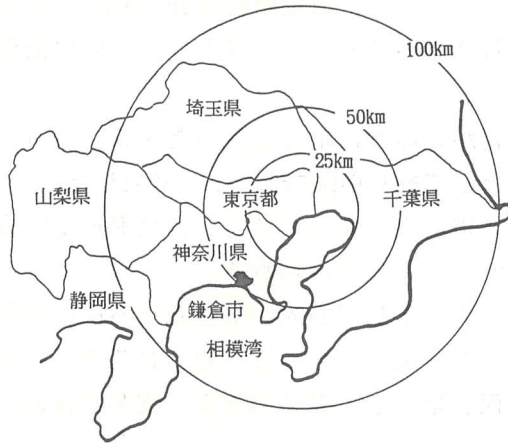 100km
埼玉県
50km
25km
山梨県
東京都
千葉県
神奈川県
静岡県
鎌倉市
相模湾